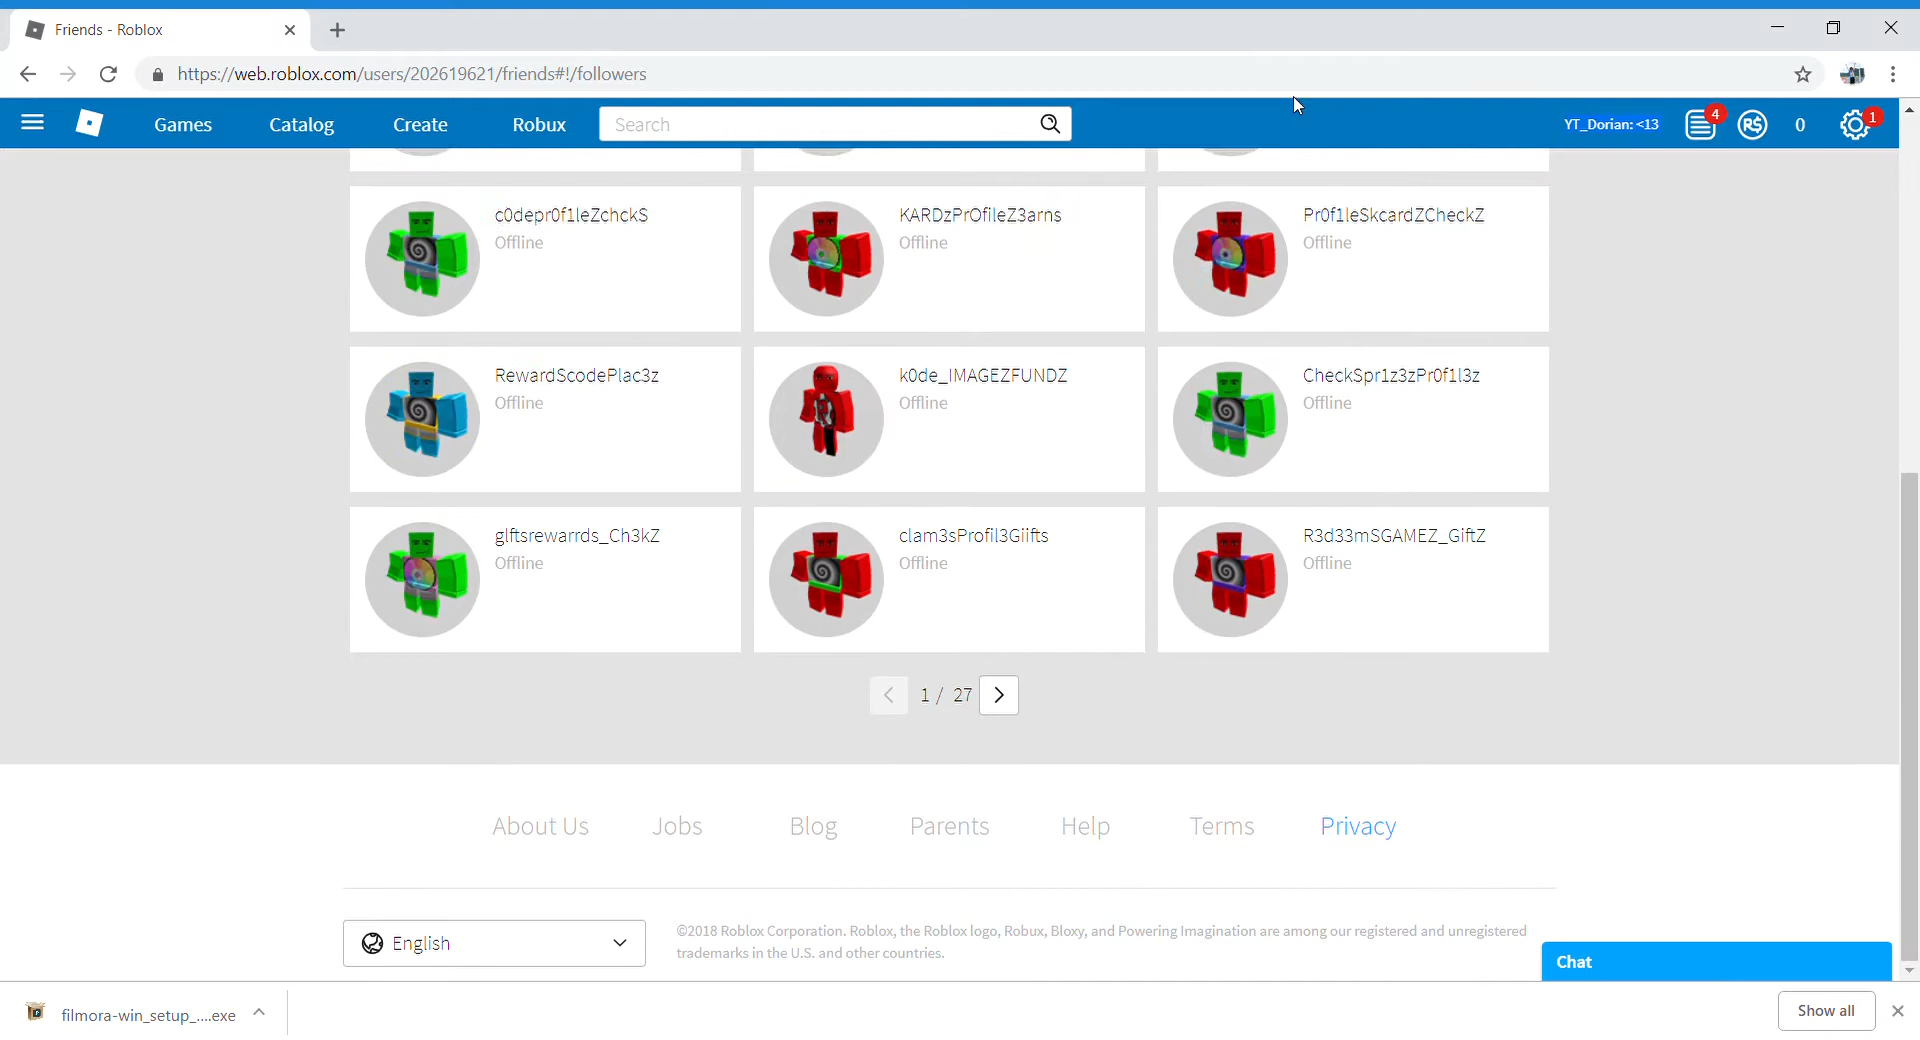 Friends - Roblox
https://web.roblox.com/users/202619621/friends#!/followers
Games Catalog Create Robux Search YT_Dorian: <13 4 R$ 0 1
c0depr0f1leZchckS KARDzPrOfileZ3arns Pr0f1leSkcardZCheckZ
Offline Offline Offline
RewardScodePlac3z k0de_IMAGEZFUNDZ CheckSpr1z3zPr0f1l3z
Offline Offline Offline
glftsrewarrds_Ch3kZ clam3sProfil3Giifts R3d33mSGAMEZ_GiftZ
Offline Offline Offline
1 / 27
About Us Jobs Blog Parents Help Terms Privacy
English
©2018 Roblox Corporation. Roblox, the Roblox logo, Robux, Bloxy, and Powering Imagination are among our registered and unregistered
trademarks in the U.S. and other countries.
Chat
filmora-win_setup_....exe Show all